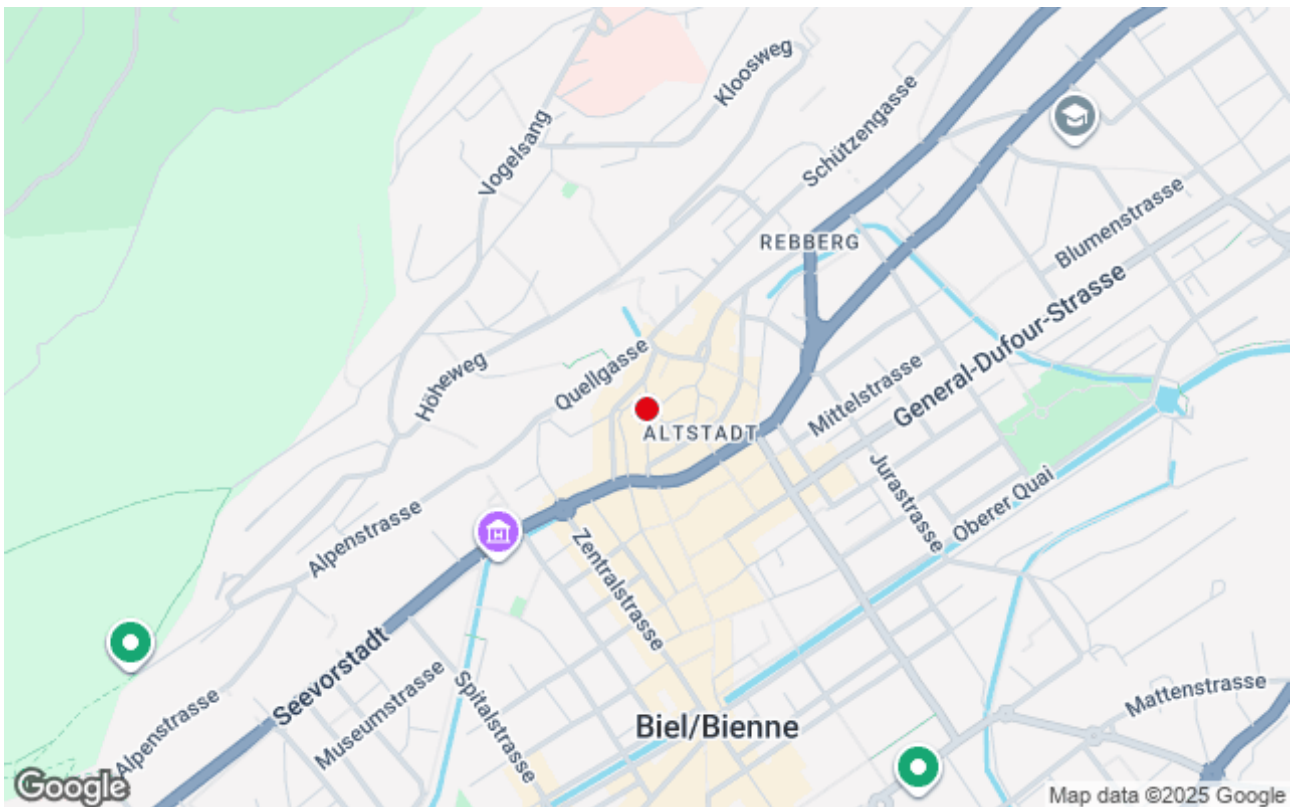 Kloosweg
Vogelsang
Schützengasse
REBBERG
Blumenstrasse
General-Dufour-Strasse
Höheweg
Quellgasse
Mittelstrasse
ALTSTADT
Jurastrasse
Oberer Quai
Alpenstrasse
Zentralstrasse
Seevorstadt
Spitalstrasse
Museumstrasse
Alpenstrasse
Mattenstrasse
Biel/Bienne
Google
Map data ©2025 Google